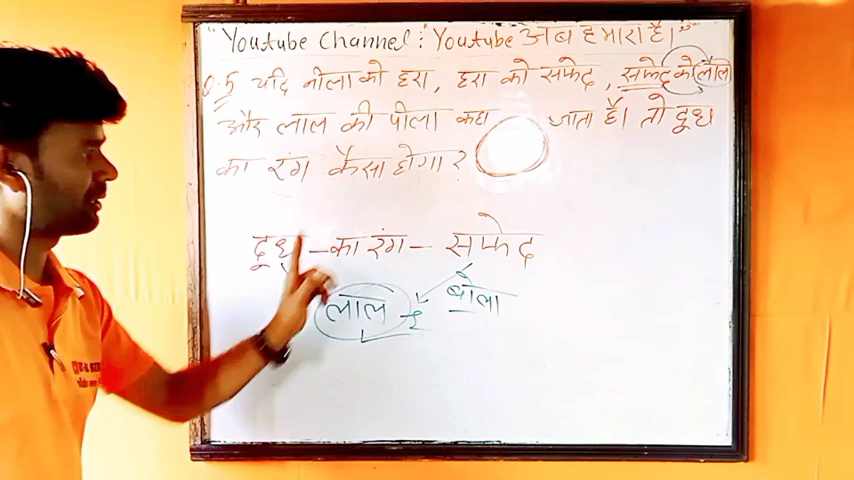 "Youtube Channel: "Youtube अब हमारा है।"
Q.5 यदि नीला को हरा, हरा को सफेद, सफेद को लाल
और लाल को पीला कहा जाता है। तो दूध
का रंग कैसा होगा?
दूध – का रंग – सफेद
लाल बोला